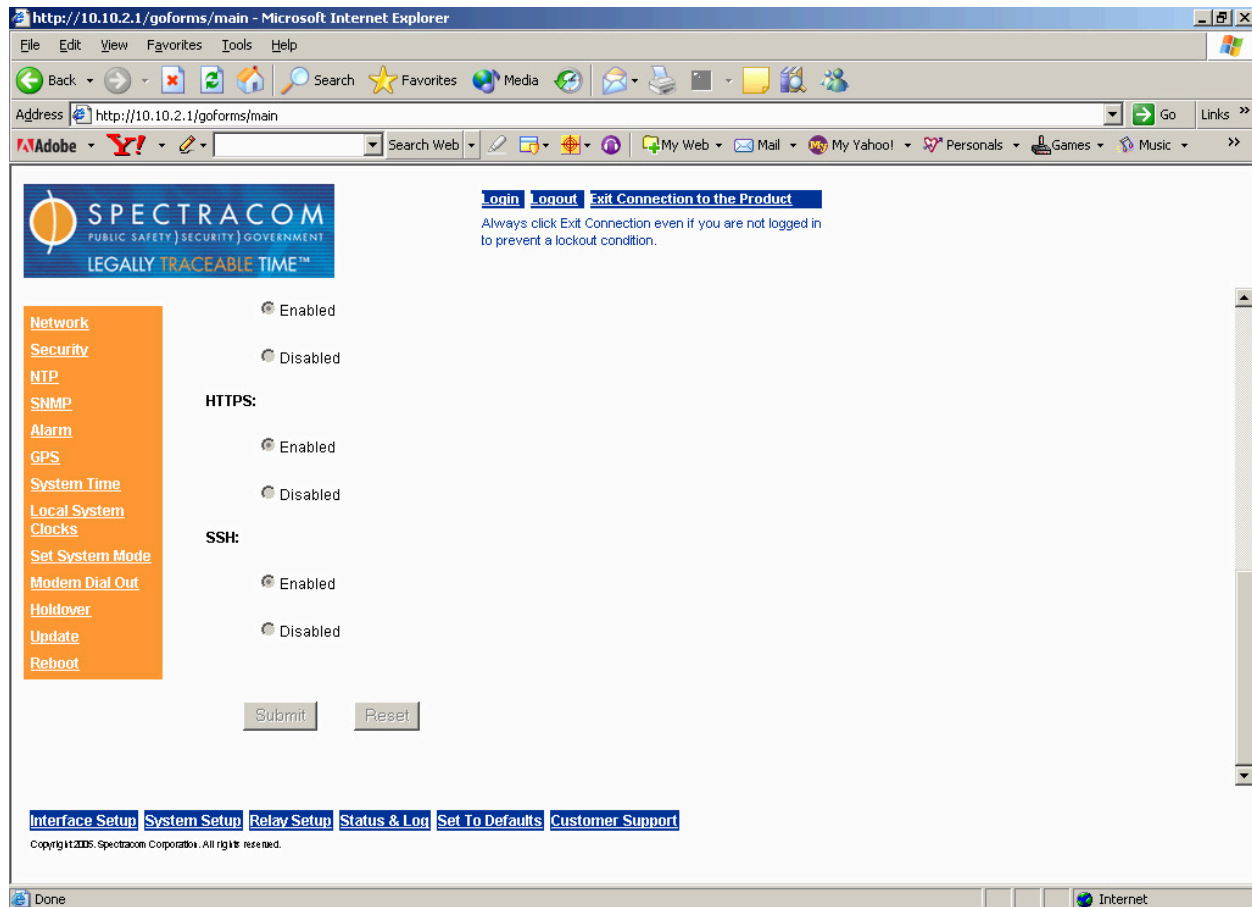 http://10.10.2.1/goforms/main - Microsoft Internet Explorer
File Edit View Favorites Tools Help
Back Search Favorites Media
Address http://10.10.2.1/goforms/main Go Links »
Adobe Y! Search Web My Web Mail My Yahoo! Personals Games Music »
SPECTRACOM
PUBLIC SAFETY } SECURITY } GOVERNMENT
LEGALLY TRACEABLE TIME™
Login Logout Exit Connection to the Product
Always click Exit Connection even if you are not logged in
to prevent a lockout condition.
Network
Security
NTP
SNMP
Alarm
GPS
System Time
Local System
Clocks
Set System Mode
Modem Dial Out
Holdover
Update
Reboot
Enabled
Disabled
HTTPS:
Enabled
Disabled
SSH:
Enabled
Disabled
Submit Reset
Interface Setup System Setup Relay Setup Status & Log Set To Defaults Customer Support
Copyright 2005. Spectracom Corporation. All rights reserved.
Done Internet